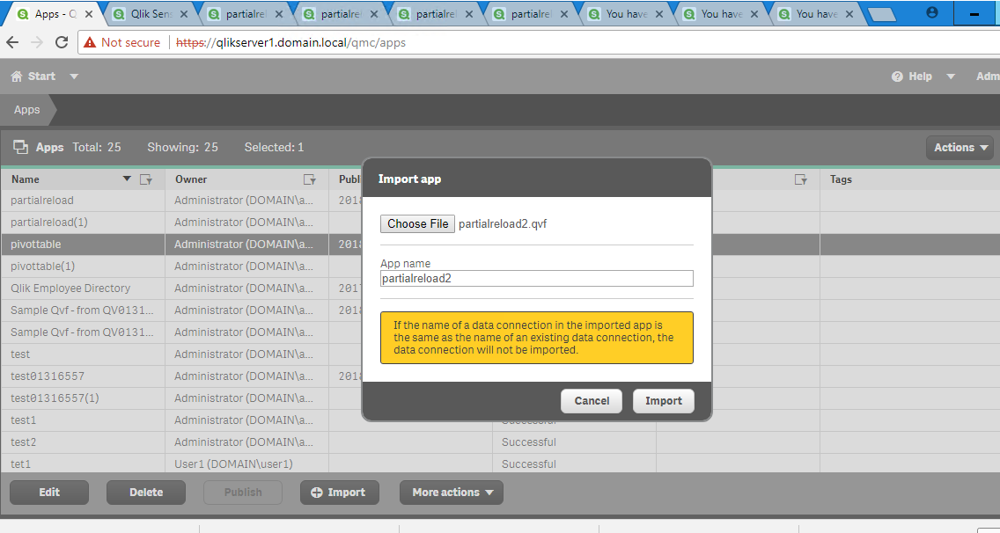 Apps - Q
Qlik Sens
partialrel
partialrel
partialrel
partialrel
You have
You have
You have
Not secure
https://qlikserver1.domain.local/qmc/apps
Start
Help
Adm
Apps
Apps Total: 25 Showing: 25 Selected: 1
Actions
Name Owner Publ Tags
partialreload Administrator (DOMAIN\a... 2018
partialreload(1) Administrator (DOMAIN\a...
pivottable Administrator (DOMAIN\a... 2018
pivottable(1) Administrator (DOMAIN\a...
Qlik Employee Directory Administrator (DOMAIN\a... 2017
Sample Qvf - from QV0131... Administrator (DOMAIN\a... 2018
Sample Qvf - from QV0131... Administrator (DOMAIN\a...
test Administrator (DOMAIN\a...
test01316557 Administrator (DOMAIN\a... 2018
test01316557(1) Administrator (DOMAIN\a...
test1 Administrator (DOMAIN\a... Successful
test2 Administrator (DOMAIN\a... Successful
tet1 User1 (DOMAIN\user1) Successful
Import app
Choose File partialreload2.qvf
App name
partialreload2
If the name of a data connection in the imported app is
the same as the name of an existing data connection, the
data connection will not be imported.
Cancel
Import
Edit
Delete
Publish
Import
More actions